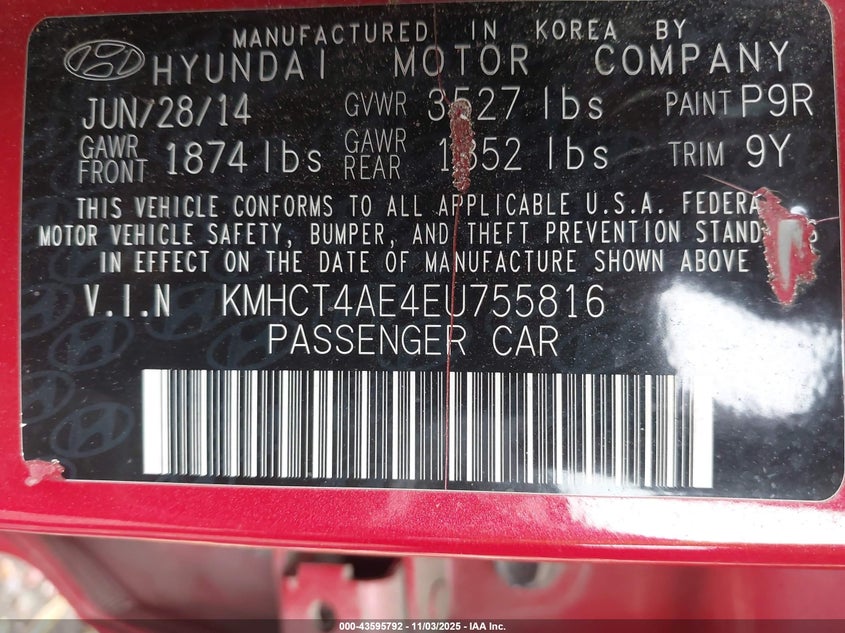 MANUFACTURED IN KOREA BY
HYUNDAI MOTOR COMPANY
JUN/28/14 GVWR 3527 lbs PAINT P9R
GAWR FRONT 1874 lbs GAWR REAR 1852 lbs TRIM 9Y
THIS VEHICLE CONFORMS TO ALL APPLICABLE U.S.A. FEDERA
MOTOR VEHICLE SAFETY, BUMPER, AND THEFT PREVENTION STAND S
IN EFFECT ON THE DATE OF MANUFACTURE SHOWN ABOVE
V.I.N KMHCT4AE4EU755816
PASSENGER CAR
000-43595792 - 11/03/2025 - IAA Inc.